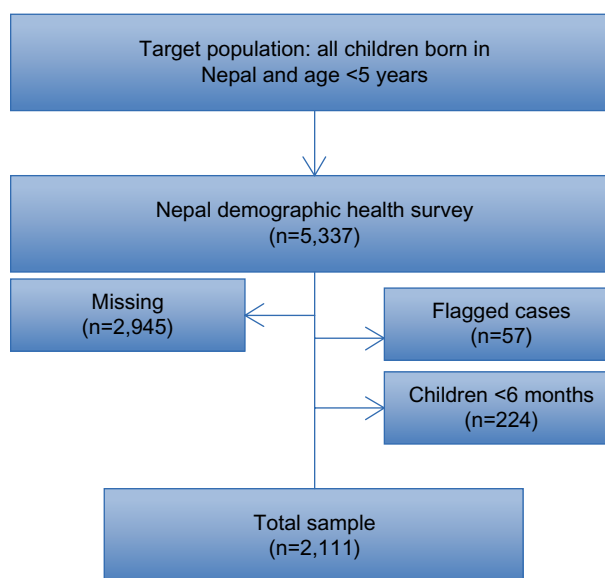 Target population: all children born in
Nepal and age <5 years
Nepal demographic health survey
(n=5,337)
Missing
(n=2,945)
Flagged cases
(n=57)
Children <6 months
(n=224)
Total sample
(n=2,111)